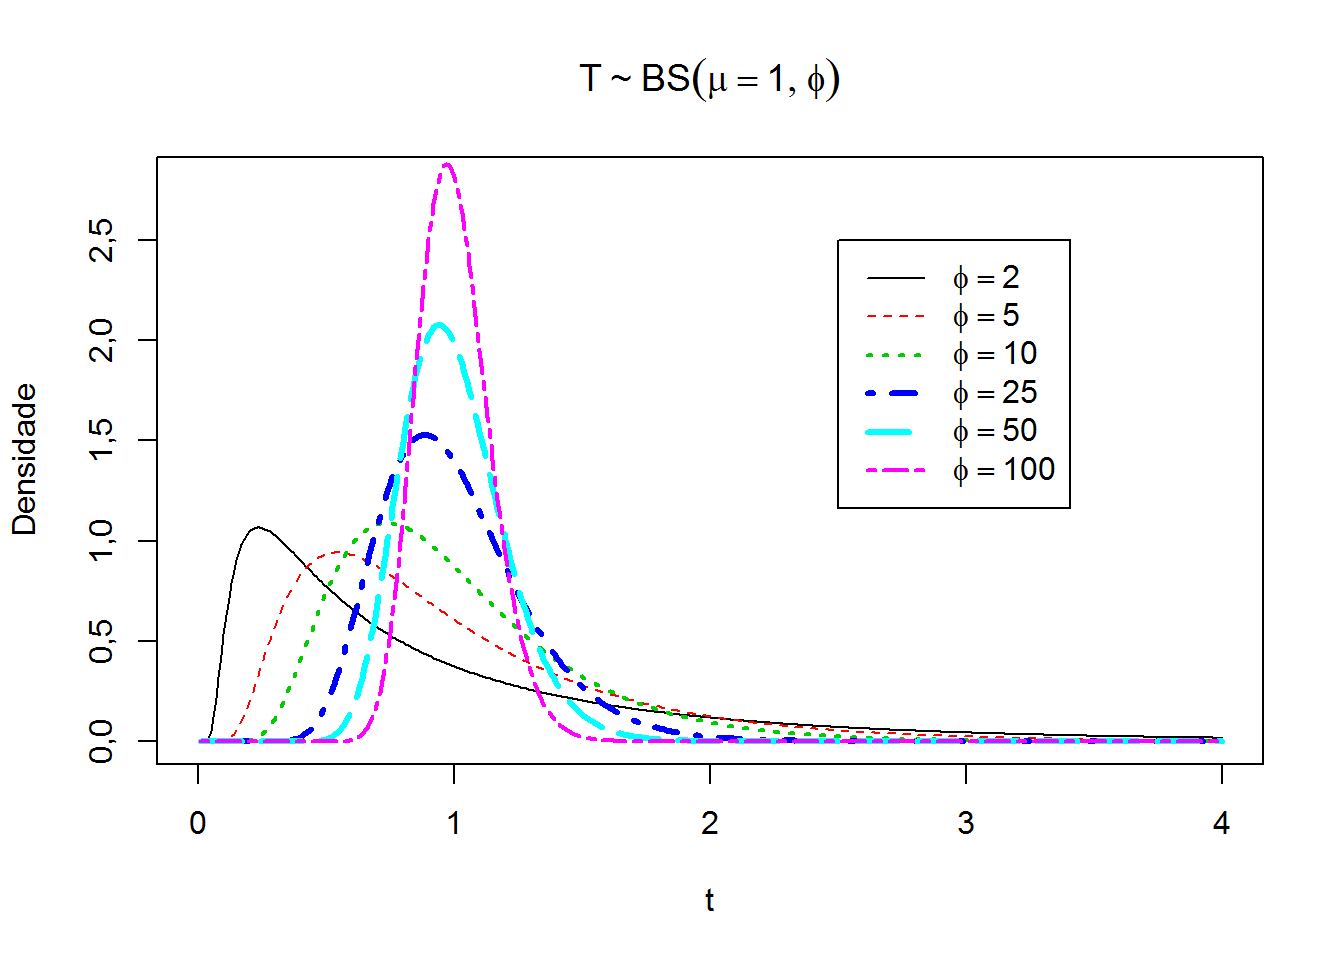 T ~ BS(μ = 1, ϕ)
Densidade
2,5
2,0
1,5
1,0
0,5
0,0
ϕ = 2
ϕ = 5
ϕ = 10
ϕ = 25
ϕ = 50
ϕ = 100
0 1 2 3 4
t